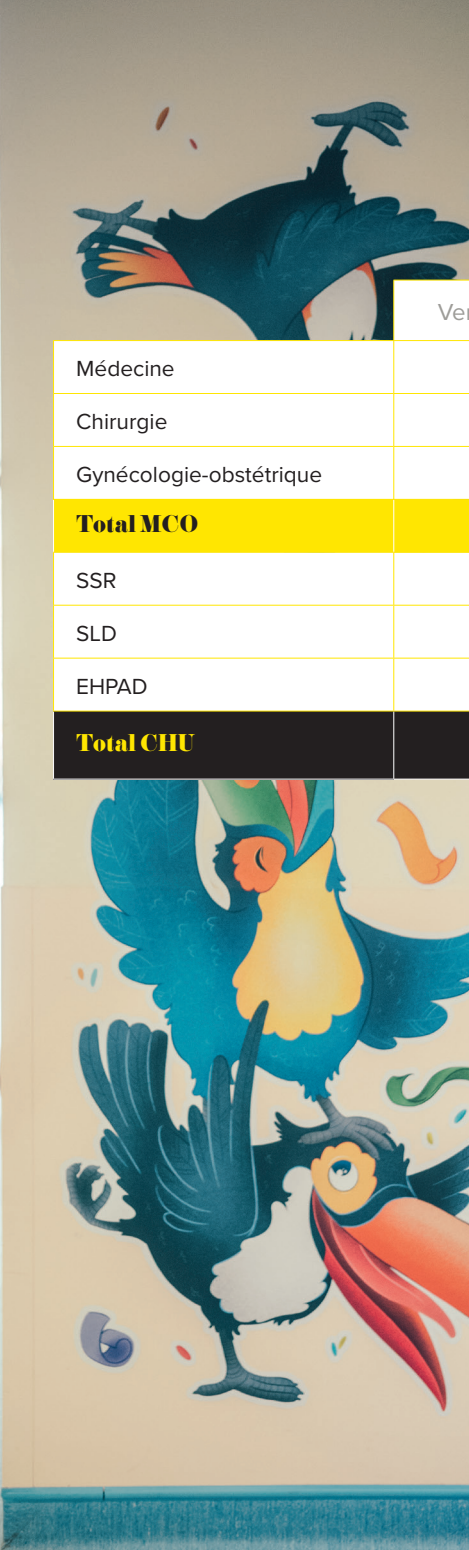 Médecine
Chirurgie
Gynécologie-obstétrique
Total MCO
SSR
SLD
EHPAD
Total CHU